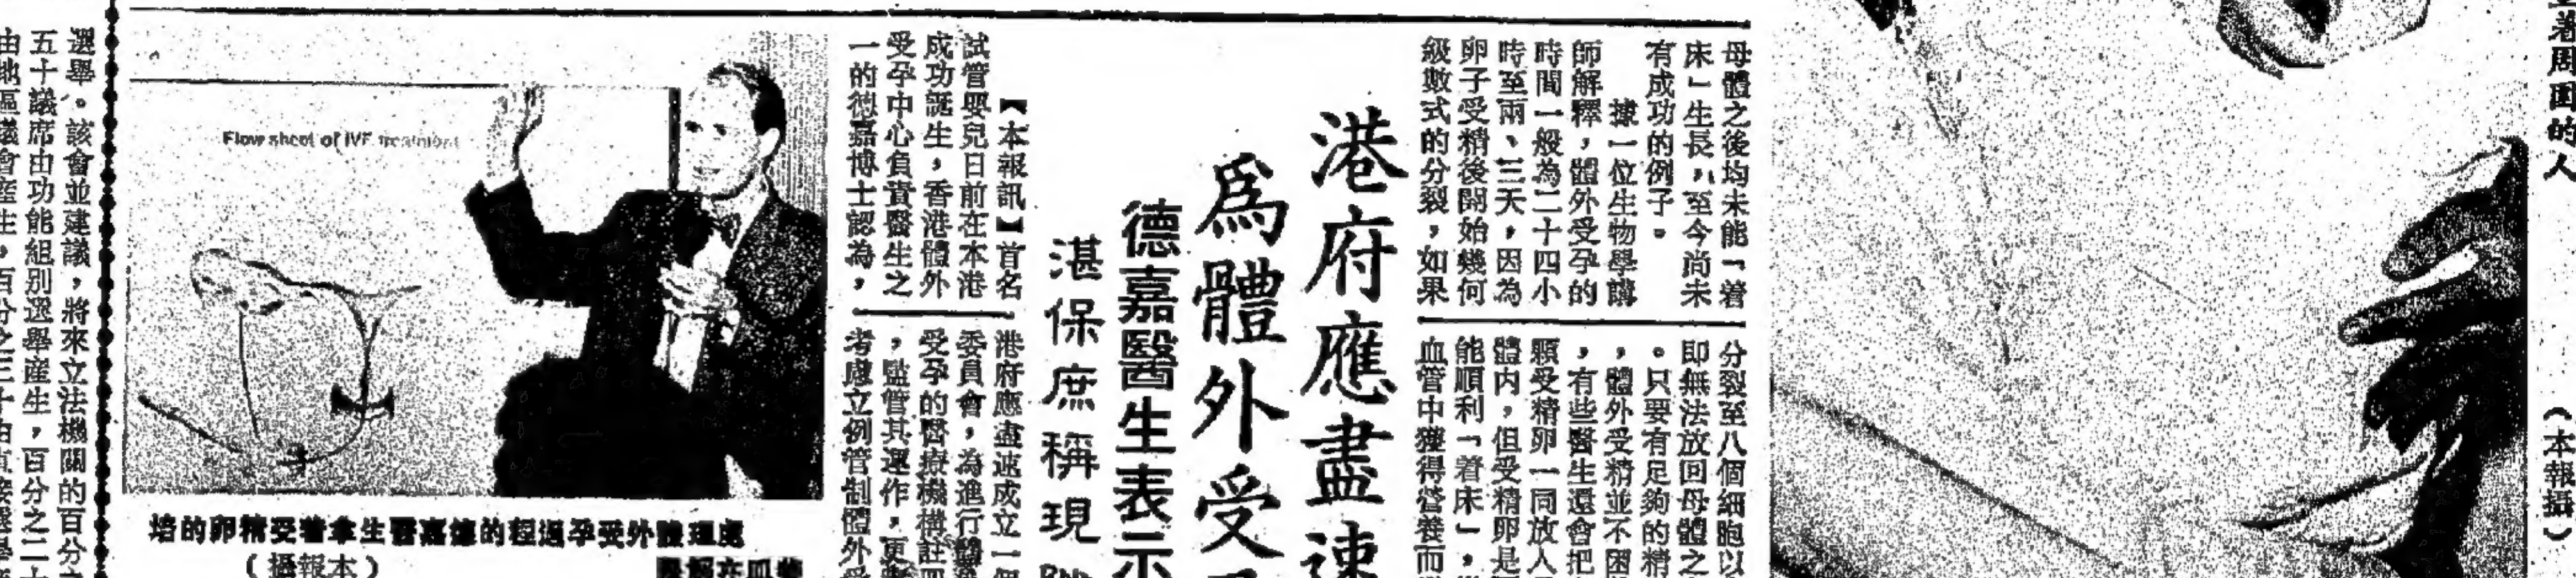 母體之後均未能「着
床」生長，至今尚未
有成功的例子。
據一位生物學講
師解釋，體外受孕的
時間一般為二十四小
時至兩、三天，因為
卵子受精後開始幾何
級數式的分裂，如果
分裂至八個細胞以
即無法放回母體之
。只要有足夠的精
，體外受精並不困
，有些醫生還會把
顆受精卵一同放入
體內，但受精卵是
能順利「着床」，
血管中獲得營養而
港府應盡速
爲體外受
德嘉醫生表示
湛保庶稱現
【本報訊】首名
試管嬰兒日前在本港
成功誕生，香港體外
受孕中心負責醫生之
一的德嘉博士認為，
港府應盡速成立一個
委員會，為進行體外
受孕的醫療機構註冊
，監管其運作，更
考慮立例管制體外受
Flow sheet of IVF treatment
處理體外受孕過程的德嘉醫生拿着受精卵的培
（本報攝）
選舉。該會並建議，將來立法機關的百分之
五十議席由功能組別選舉產生，百分之二十
由地區議會產生，百分之三十由直接選舉
着周圍的人
（本報攝）